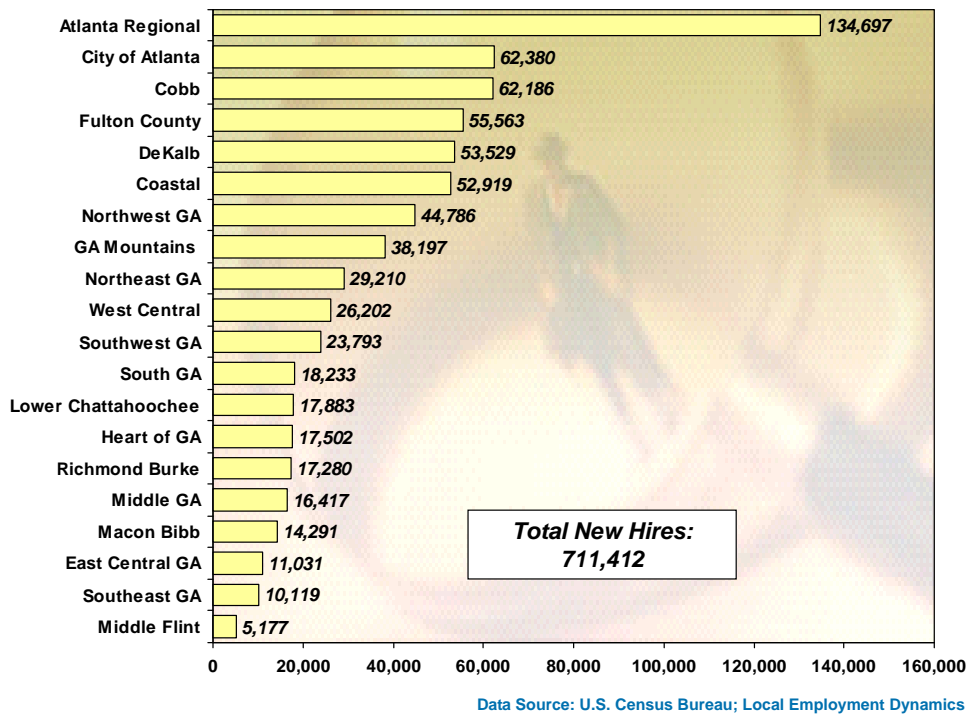 Atlanta Regional 134,697
City of Atlanta 62,380
Cobb 62,186
Fulton County 55,563
DeKalb 53,529
Coastal 52,919
Northwest GA 44,786
GA Mountains 38,197
Northeast GA 29,210
West Central 26,202
Southwest GA 23,793
South GA 18,233
Lower Chattahoochee 17,883
Heart of GA 17,502
Richmond Burke 17,280
Middle GA 16,417
Macon Bibb 14,291
East Central GA 11,031
Southeast GA 10,119
Middle Flint 5,177
Total New Hires:
711,412
0 20,000 40,000 60,000 80,000 100,000 120,000 140,000 160,000
Data Source: U.S. Census Bureau; Local Employment Dynamics